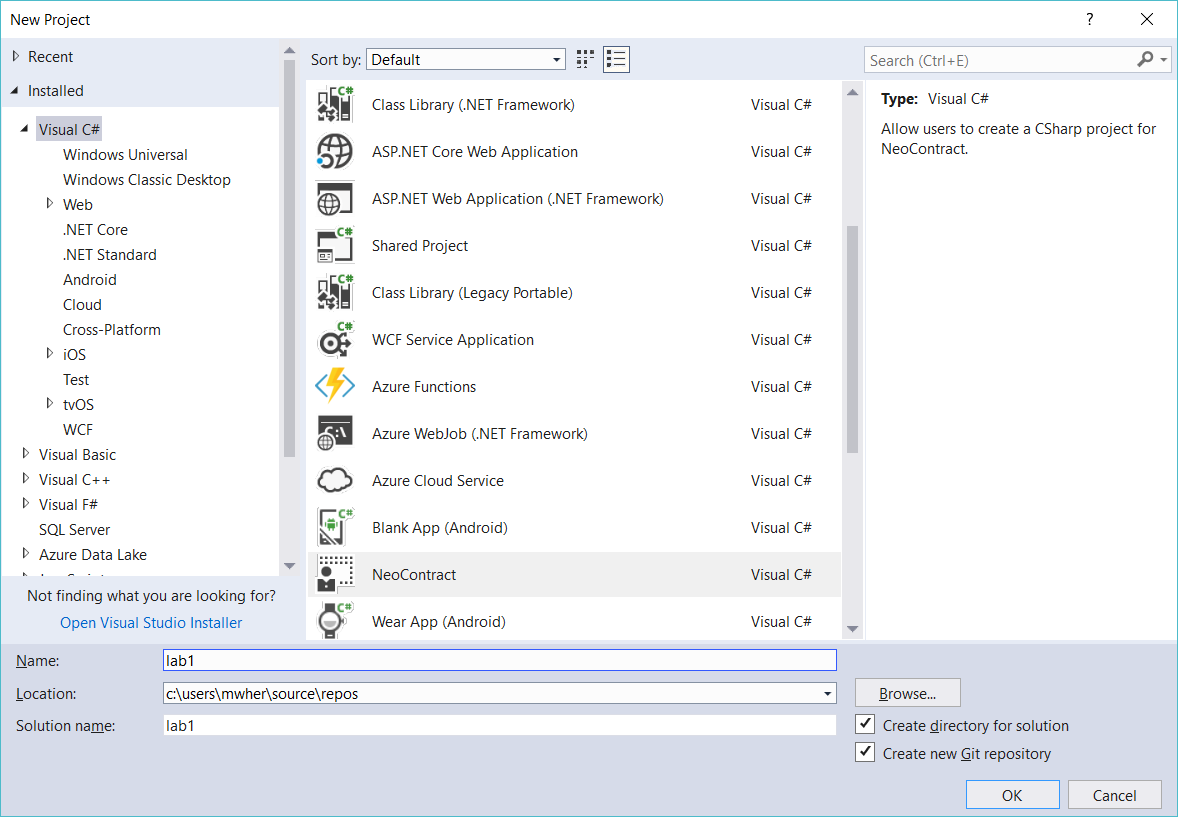 New Project
?
Recent
Installed
Visual C#
Windows Universal
Windows Classic Desktop
Web
.NET Core
.NET Standard
Android
Cloud
Cross-Platform
iOS
Test
tvOS
WCF
Visual Basic
Visual C++
Visual F#
SQL Server
Azure Data Lake
Not finding what you are looking for?
Open Visual Studio Installer
Sort by: Default
Class Library (.NET Framework) Visual C#
ASP.NET Core Web Application Visual C#
ASP.NET Web Application (.NET Framework) Visual C#
Shared Project Visual C#
Class Library (Legacy Portable) Visual C#
WCF Service Application Visual C#
Azure Functions Visual C#
Azure WebJob (.NET Framework) Visual C#
Azure Cloud Service Visual C#
Blank App (Android) Visual C#
NeoContract Visual C#
Wear App (Android) Visual C#
Search (Ctrl+E)
Type: Visual C#
Allow users to create a CSharp project for
NeoContract.
Name: lab1
Location: c:\users\mwher\source\repos
Browse...
Solution name: lab1
Create directory for solution
Create new Git repository
OK Cancel